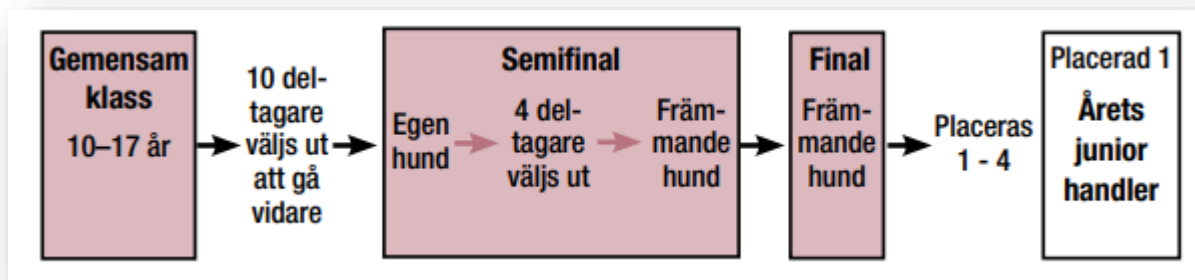 Gemensam
klass
10–17 år
10 del-
tagare
väljs ut
att gå
vidare
Semifinal
Egen
hund
4 del-
tagare
väljs ut
Främ-
mande
hund
Final
Främ-
mande
hund
Placeras
1 - 4
Placerad 1
Årets
junior
handler